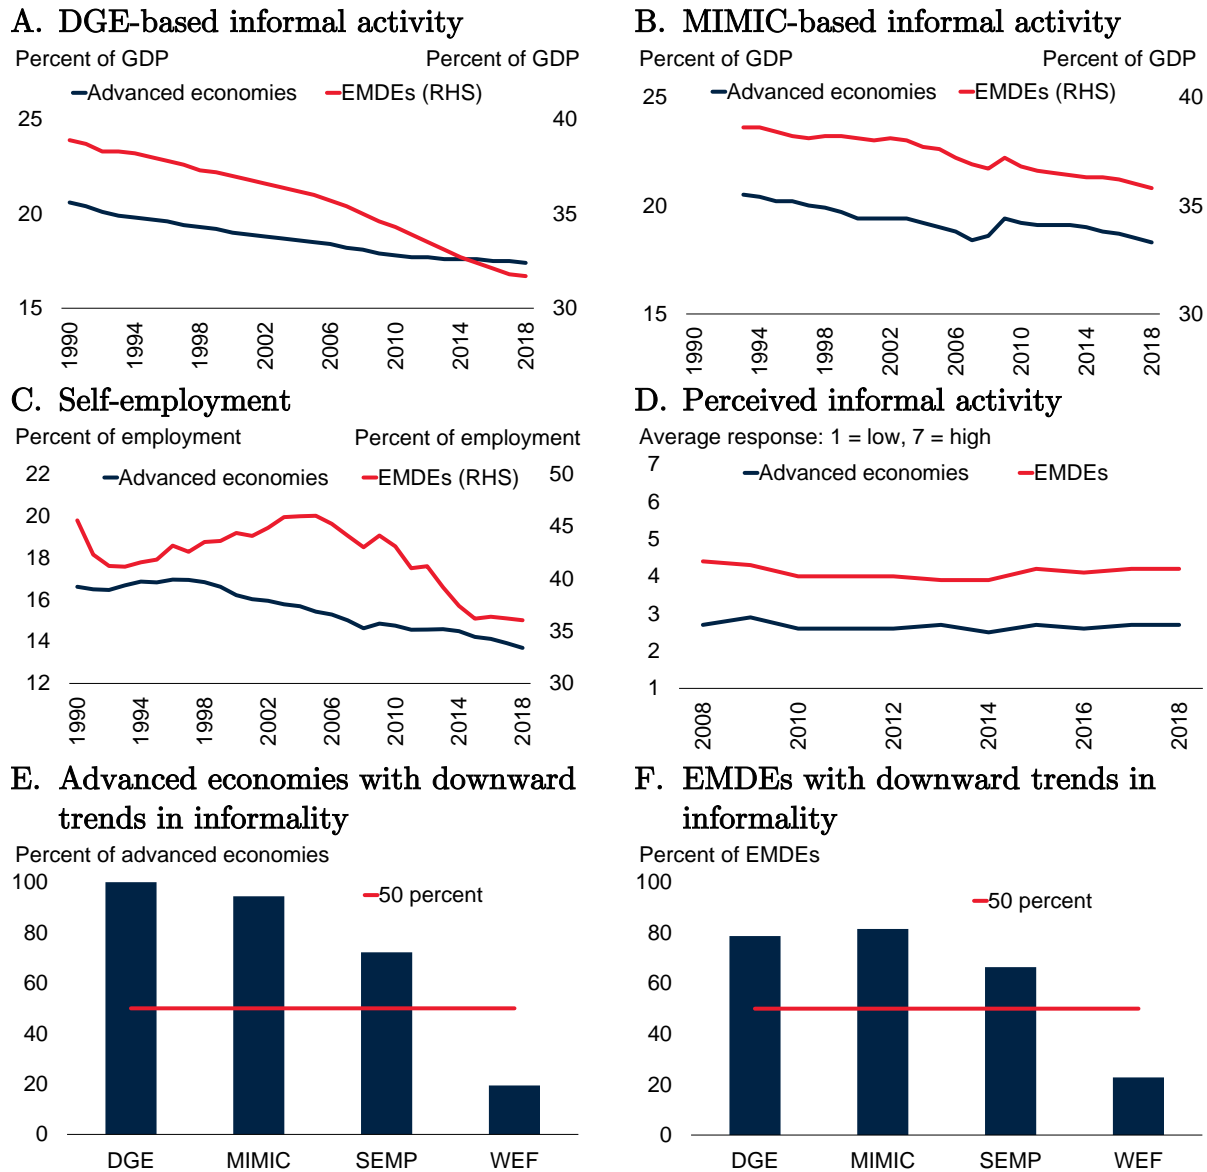 A. DGE-based informal activity
Percent of GDP
Percent of GDP
Advanced economies
EMDEs (RHS)
25
20
15
40
35
30
1990
1994
1998
2002
2006
2010
2014
2018
B. MIMIC-based informal activity
Percent of GDP
Percent of GDP
Advanced economies
EMDEs (RHS)
25
20
15
40
35
30
1990
1994
1998
2002
2006
2010
2014
2018
C. Self-employment
Percent of employment
Percent of employment
Advanced economies
EMDEs (RHS)
22
20
18
16
14
12
50
45
40
35
30
1990
1994
1998
2002
2006
2010
2014
2018
D. Perceived informal activity
Average response: 1 = low, 7 = high
Advanced economies
EMDEs
7
6
5
4
3
2
1
2008
2010
2012
2014
2016
2018
E. Advanced economies with downward
trends in informality
Percent of advanced economies
50 percent
100
80
60
40
20
0
DGE
MIMIC
SEMP
WEF
F. EMDEs with downward trends in
informality
Percent of EMDEs
50 percent
100
80
60
40
20
0
DGE
MIMIC
SEMP
WEF